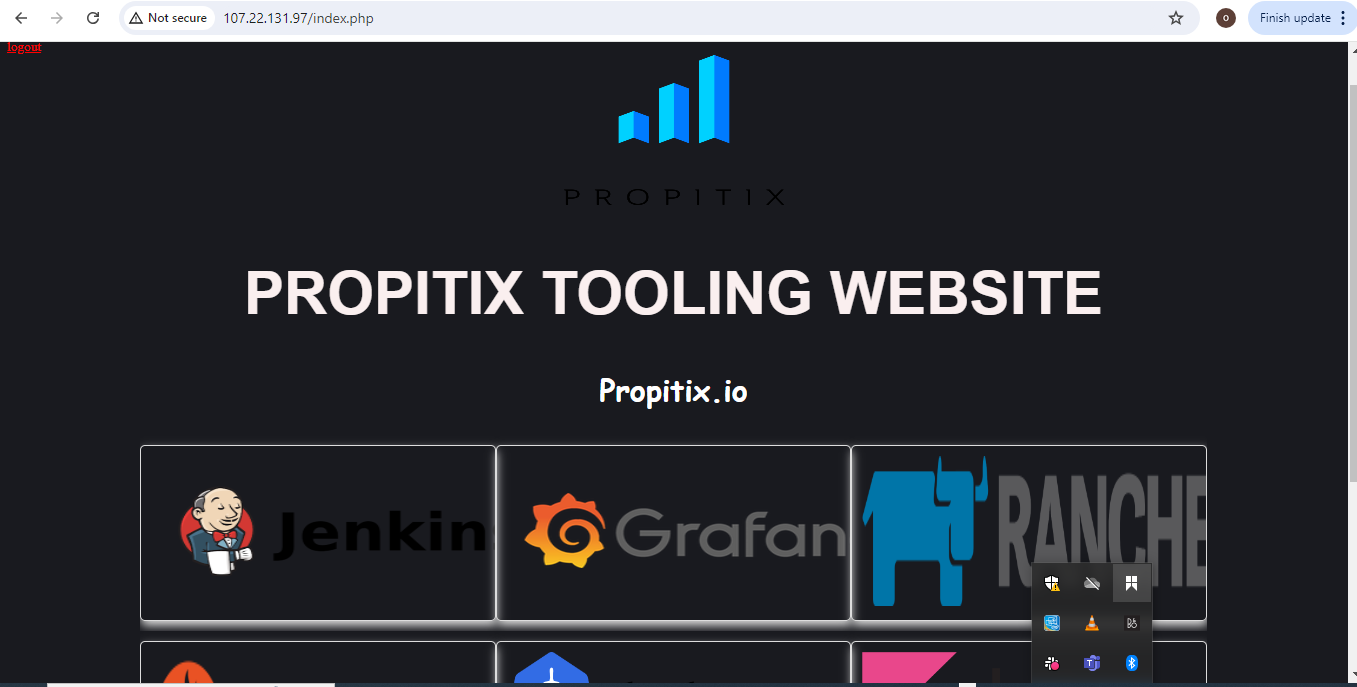 Not secure 107.22.131.97/index.php O Finish update
logout
PROPITIX
PROPITIX TOOLING WEBSITE
Propitix.io
Jenkin
Grafan
RANCHE